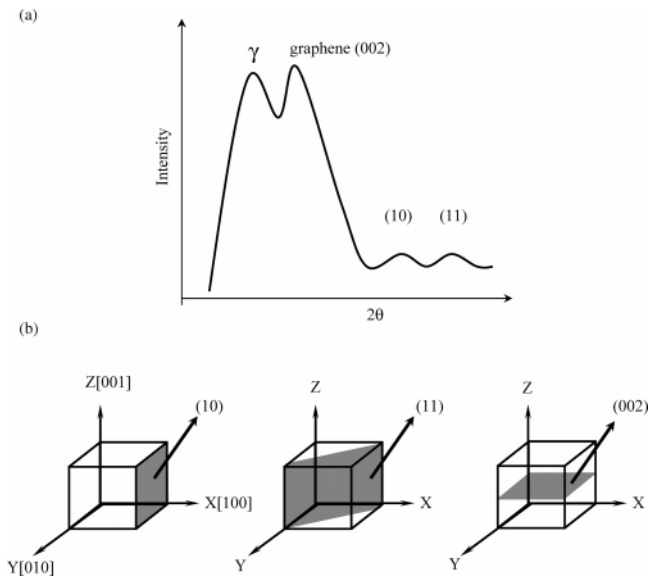 (a)
γ
graphene (002)
Intensity
(10)
(11)
2θ
(b)
Z[001]
(10)
X[100]
Y[010]
Z
(11)
X
Y
Z
(002)
X
Y